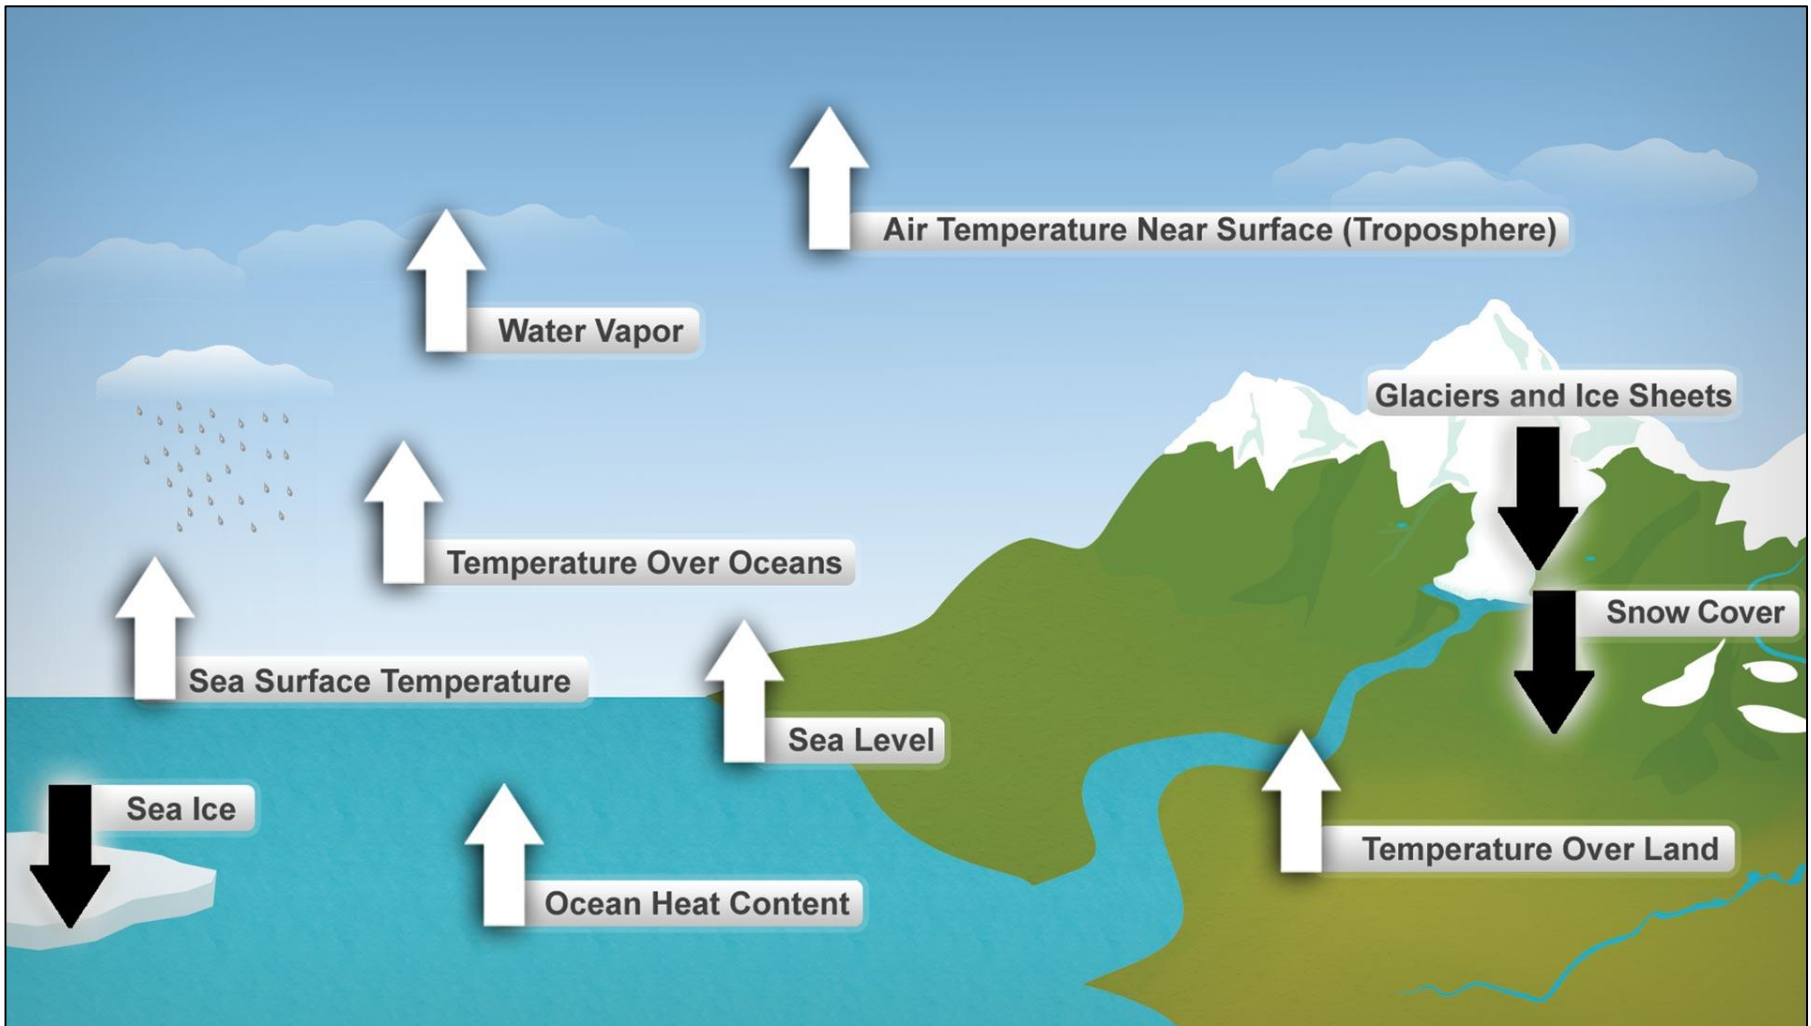 Air Temperature Near Surface (Troposphere)
Water Vapor
Glaciers and Ice Sheets
Temperature Over Oceans
Snow Cover
Sea Surface Temperature
Sea Level
Sea Ice
Temperature Over Land
Ocean Heat Content